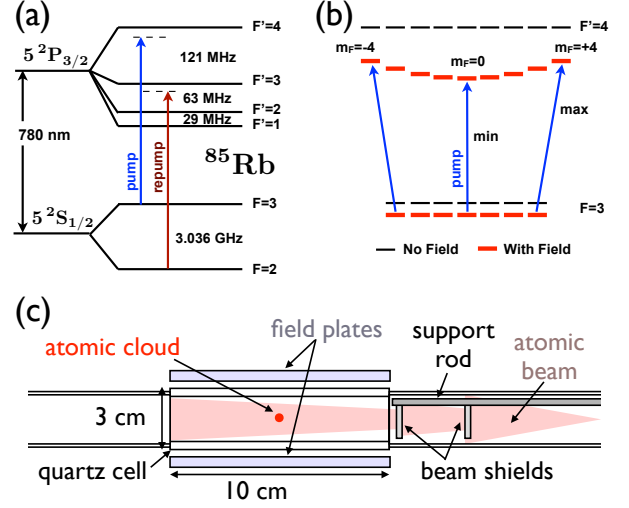 (a)
F'=4
121 MHz
5 ²P₃/₂
F'=3
63 MHz
F'=2
29 MHz
F'=1
780 nm
pump
repump
⁸⁵Rb
5 ²S₁/₂
F=3
3.036 GHz
F=2
(b)
F'=4
mF=-4
mF=0
mF=+4
min
max
pump
F=3
No Field
With Field
(c)
field plates
support
rod
atomic
beam
atomic cloud
3 cm
quartz cell
10 cm
beam shields